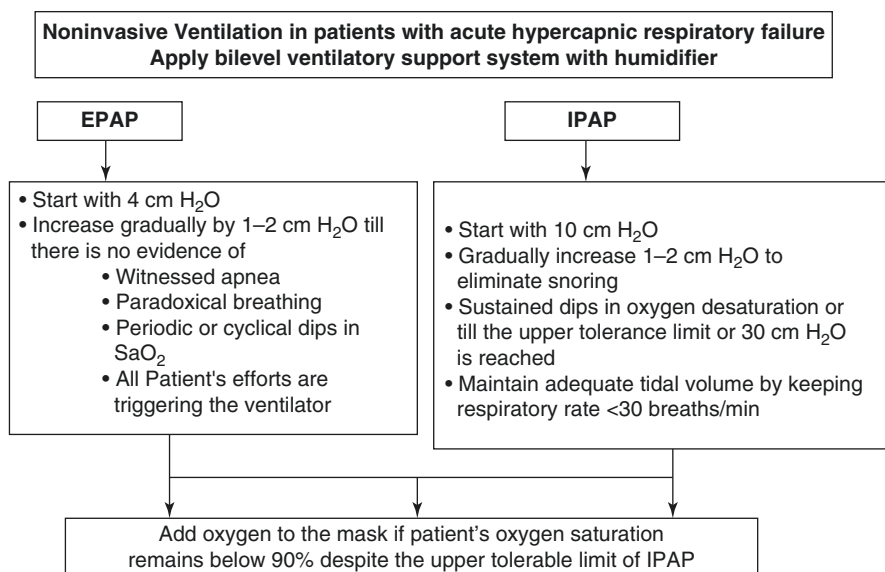 Noninvasive Ventilation in patients with acute hypercapnic respiratory failure
Apply bilevel ventilatory support system with humidifier
EPAP
• Start with 4 cm H₂O
• Increase gradually by 1–2 cm H₂O till
there is no evidence of
• Witnessed apnea
• Paradoxical breathing
• Periodic or cyclical dips in
SaO₂
• All Patient's efforts are
triggering the ventilator
IPAP
• Start with 10 cm H₂O
• Gradually increase 1–2 cm H₂O to
eliminate snoring
• Sustained dips in oxygen desaturation or
till the upper tolerance limit or 30 cm H₂O
is reached
• Maintain adequate tidal volume by keeping
respiratory rate <30 breaths/min
Add oxygen to the mask if patient’s oxygen saturation
remains below 90% despite the upper tolerable limit of IPAP